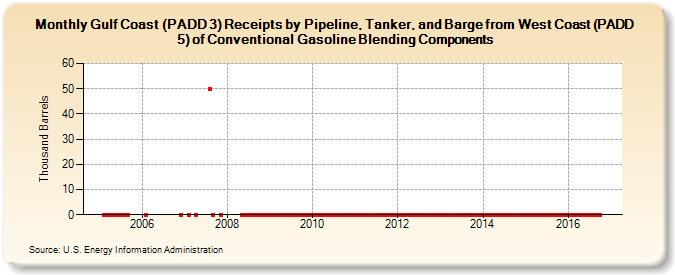 Monthly Gulf Coast (PADD 3) Receipts by Pipeline, Tanker, and Barge from West Coast (PADD
5) of Conventional Gasoline Blending Components
Thousand Barrels
60
50
40
30
20
10
0
2006 2008 2010 2012 2014 2016
Source: U.S. Energy Information Administration